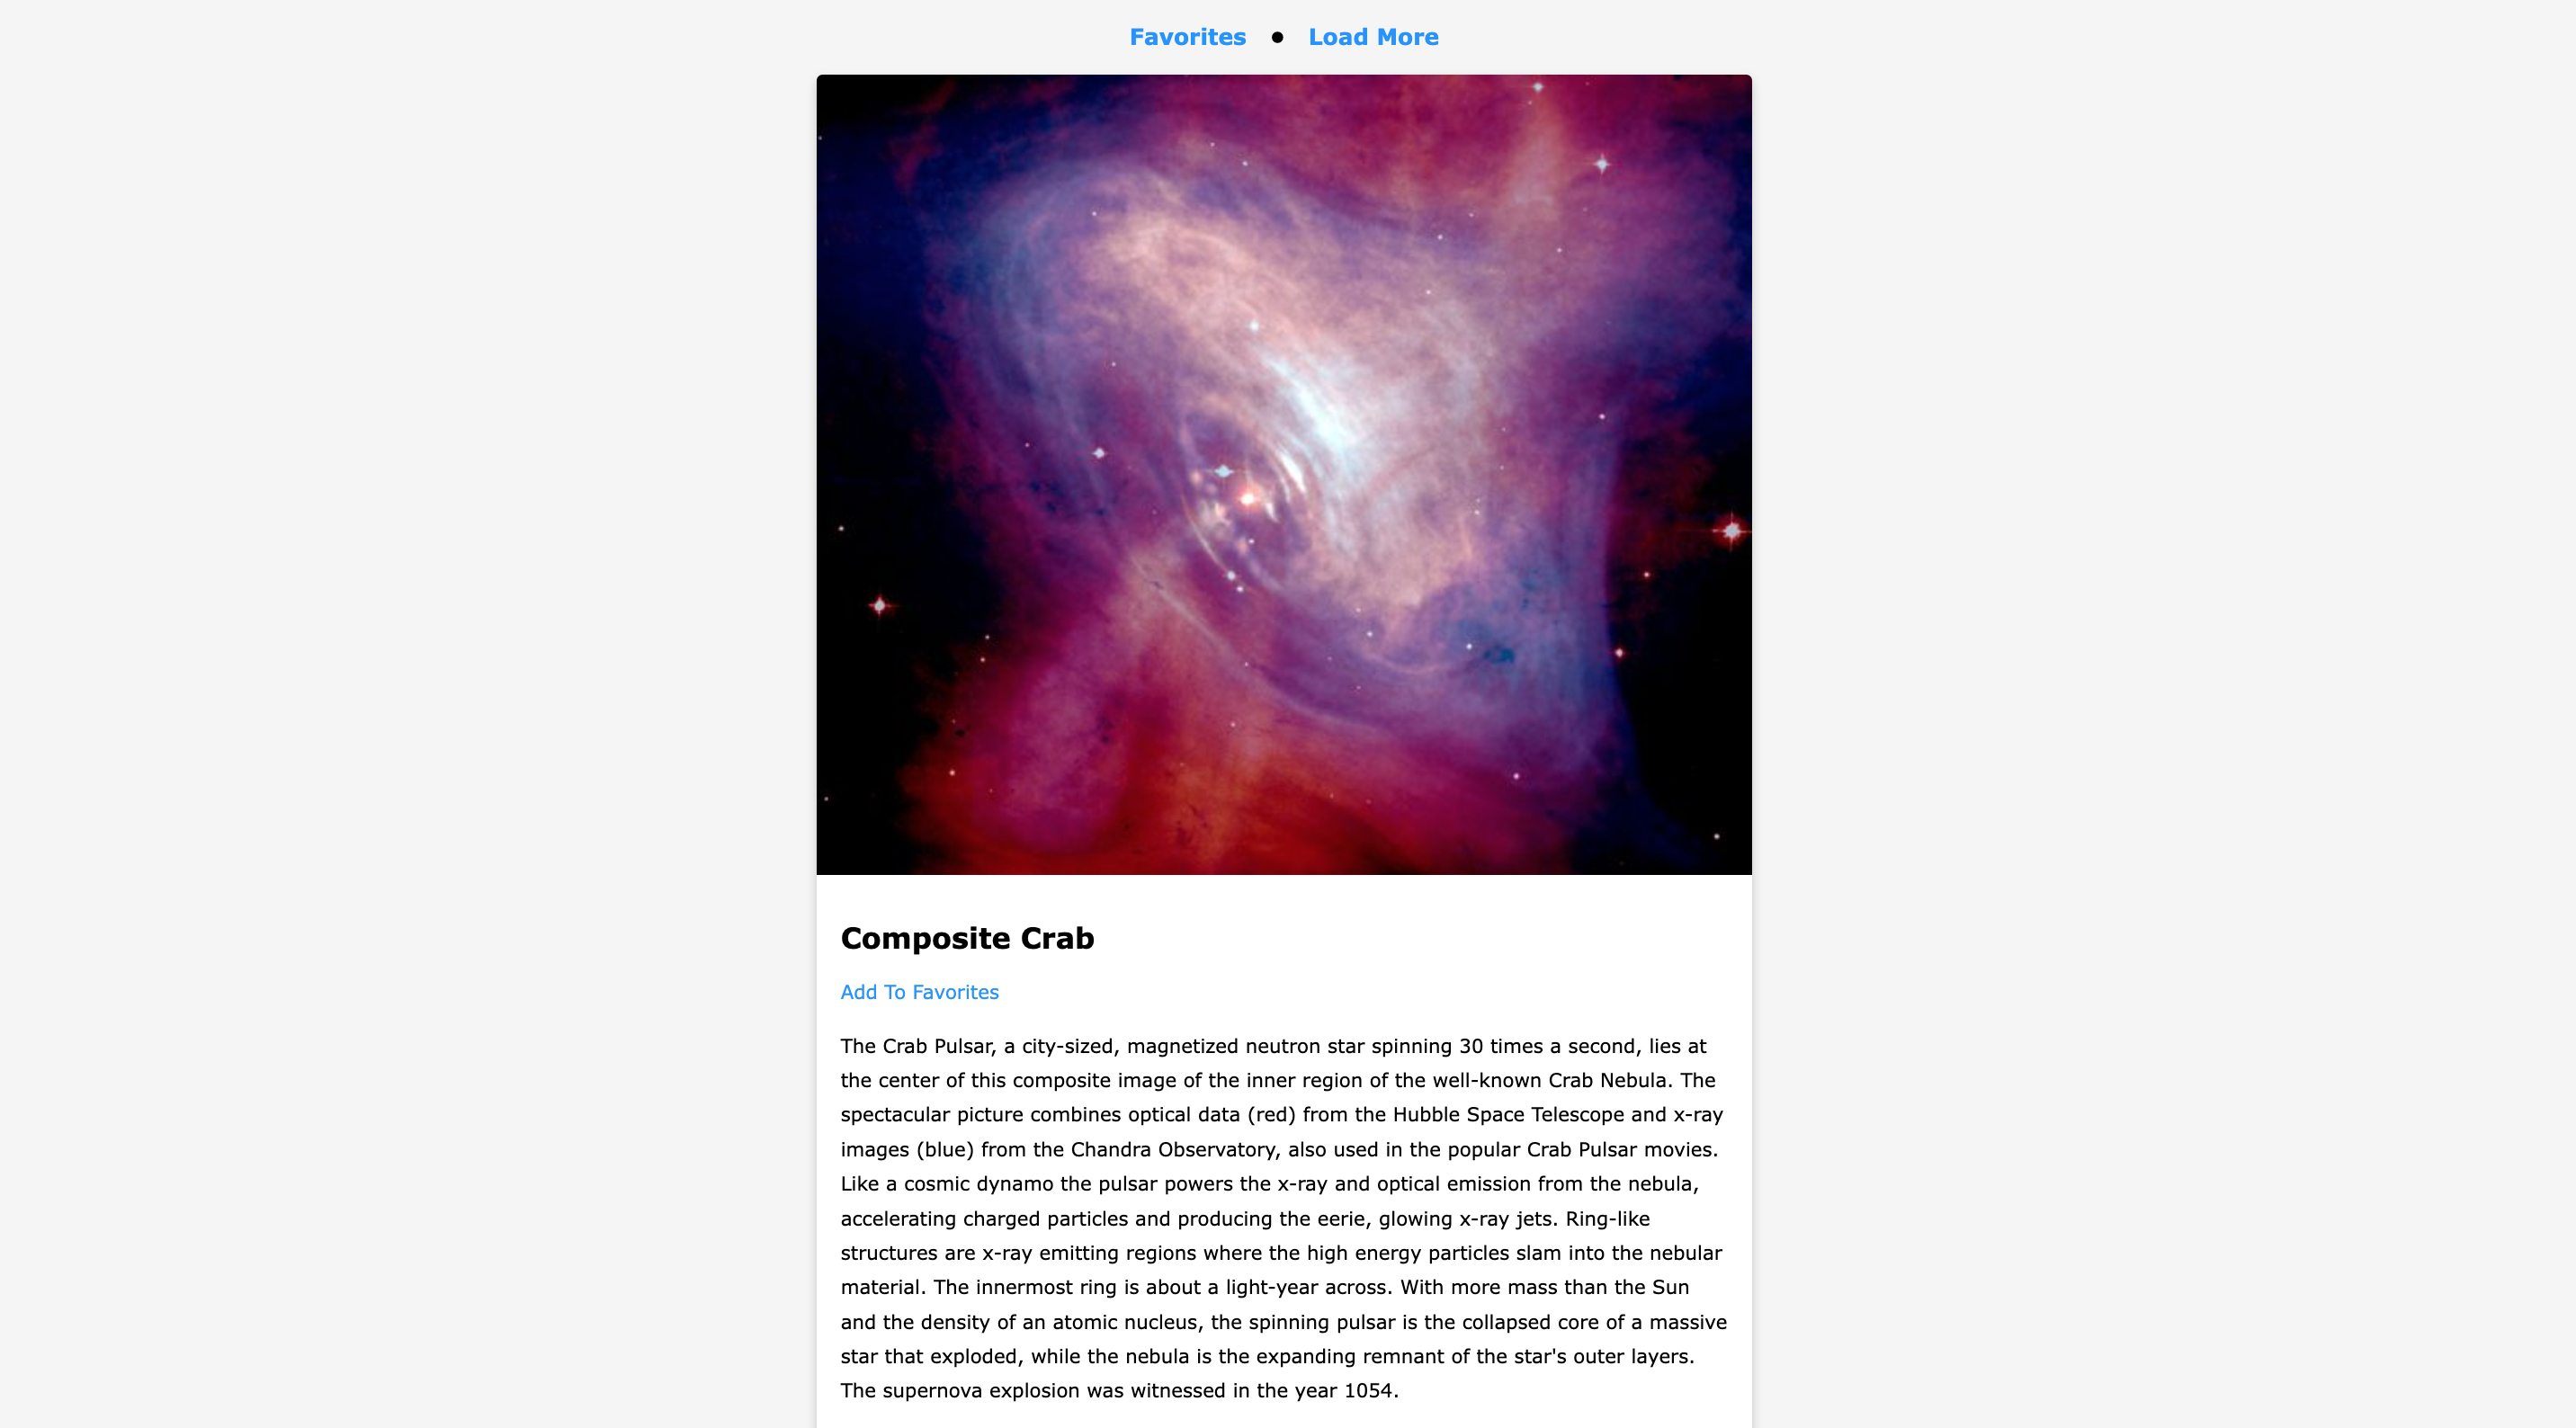 Favorites • Load More
Composite Crab
Add To Favorites
The Crab Pulsar, a city-sized, magnetized neutron star spinning 30 times a second, lies at
the center of this composite image of the inner region of the well-known Crab Nebula. The
spectacular picture combines optical data (red) from the Hubble Space Telescope and x-ray
images (blue) from the Chandra Observatory, also used in the popular Crab Pulsar movies.
Like a cosmic dynamo the pulsar powers the x-ray and optical emission from the nebula,
accelerating charged particles and producing the eerie, glowing x-ray jets. Ring-like
structures are x-ray emitting regions where the high energy particles slam into the nebular
material. The innermost ring is about a light-year across. With more mass than the Sun
and the density of an atomic nucleus, the spinning pulsar is the collapsed core of a massive
star that exploded, while the nebula is the expanding remnant of the star's outer layers.
The supernova explosion was witnessed in the year 1054.